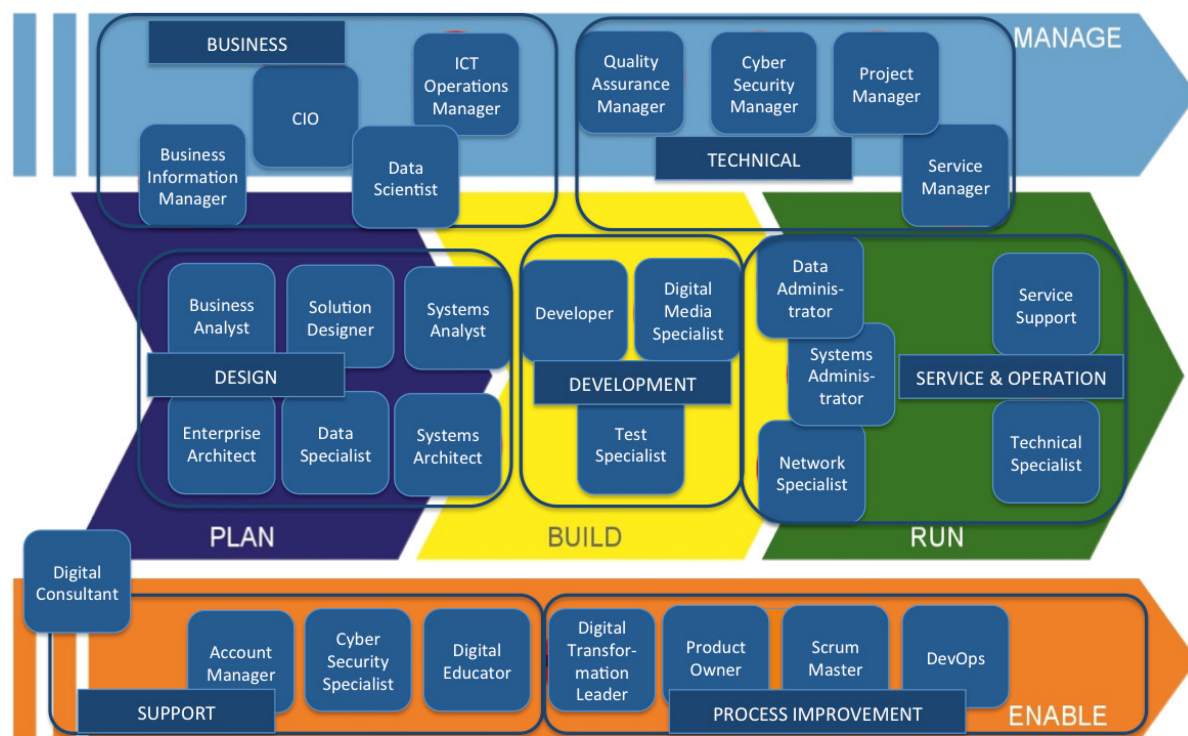 MANAGE
BUSINESS
CIO
ICT
Operations
Manager
Business
Information
Manager
Data
Scientist
Quality
Assurance
Manager
Cyber
Security
Manager
Project
Manager
TECHNICAL
Service
Manager
Business
Analyst
Solution
Designer
Systems
Analyst
DESIGN
Enterprise
Architect
Data
Specialist
Systems
Architect
PLAN
Developer
Digital
Media
Specialist
DEVELOPMENT
Test
Specialist
BUILD
Data
Adminis-
trator
Systems
Adminis-
trator
Network
Specialist
Service
Support
SERVICE & OPERATION
Technical
Specialist
RUN
Digital
Consultant
Account
Manager
Cyber
Security
Specialist
Digital
Educator
SUPPORT
Digital
Transfor-
mation
Leader
Product
Owner
Scrum
Master
DevOps
PROCESS IMPROVEMENT
ENABLE